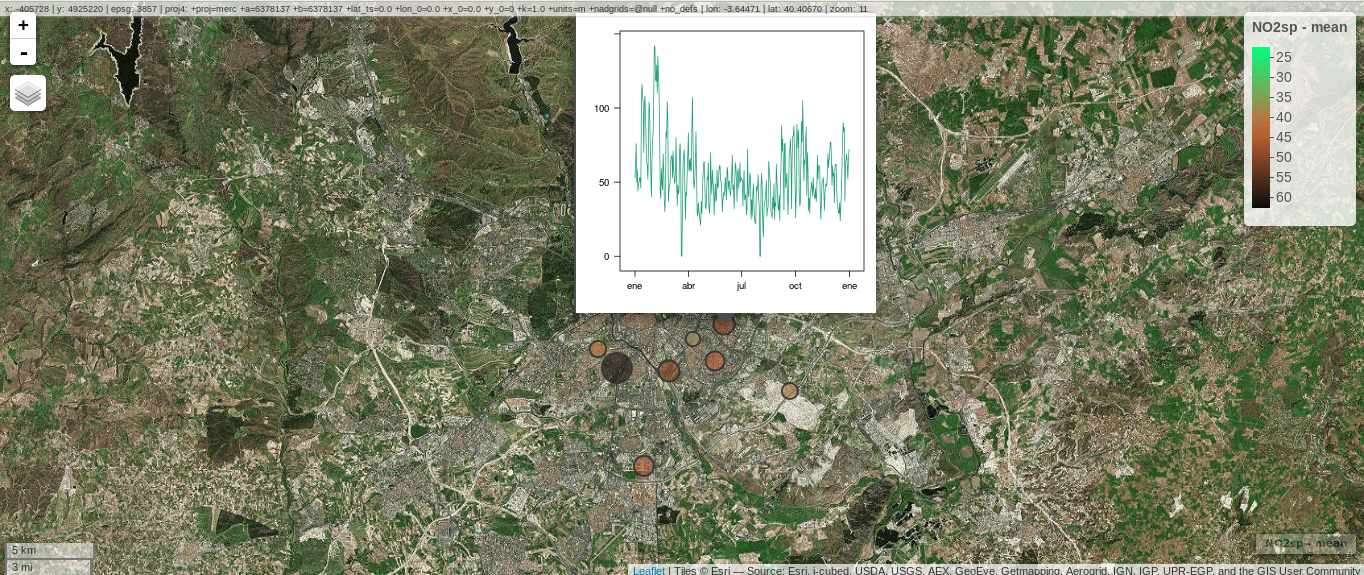 x: -405728 | y: 4925220 | epsg: 3857 | proj4: +proj=merc +a=6378137 +b=6378137 +lat_ts=0.0 +lon_0=0.0 +x_0=0.0 +y_0=0 +k=1.0 +units=m +nadgrids=@null +no_defs | lon: -3.64471 | lat: 40.40670 | zoom: 11
+
-
100
50
0
ene
abr
jul
oct
ene
NO2sp - mean
25
30
35
40
45
50
55
60
NO2sp - mean
5 km
3 mi
Leaflet | Tiles © Esri — Source: Esri, i-cubed, USDA, USGS, AEX, GeoEye, Getmapping, Aerogrid, IGN, IGP, UPR-EGP, and the GIS User Community